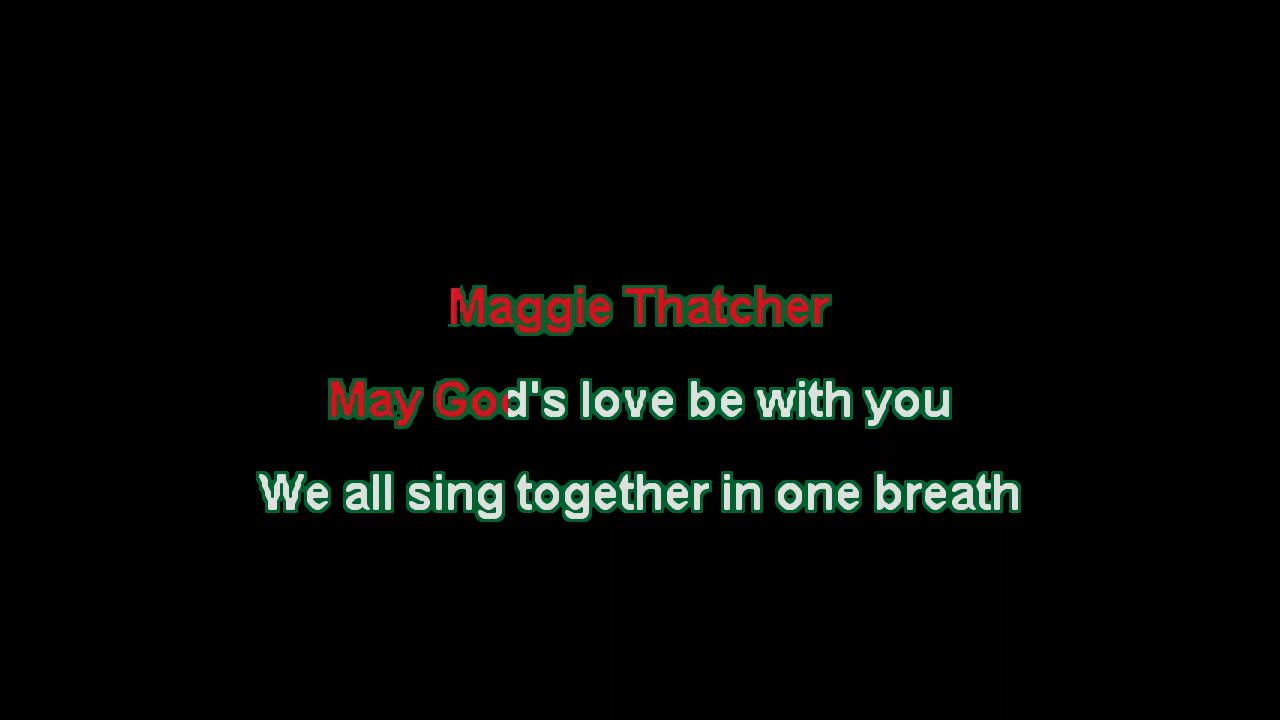 Maggie Thatcher
May God's love be with you
We all sing together in one breath